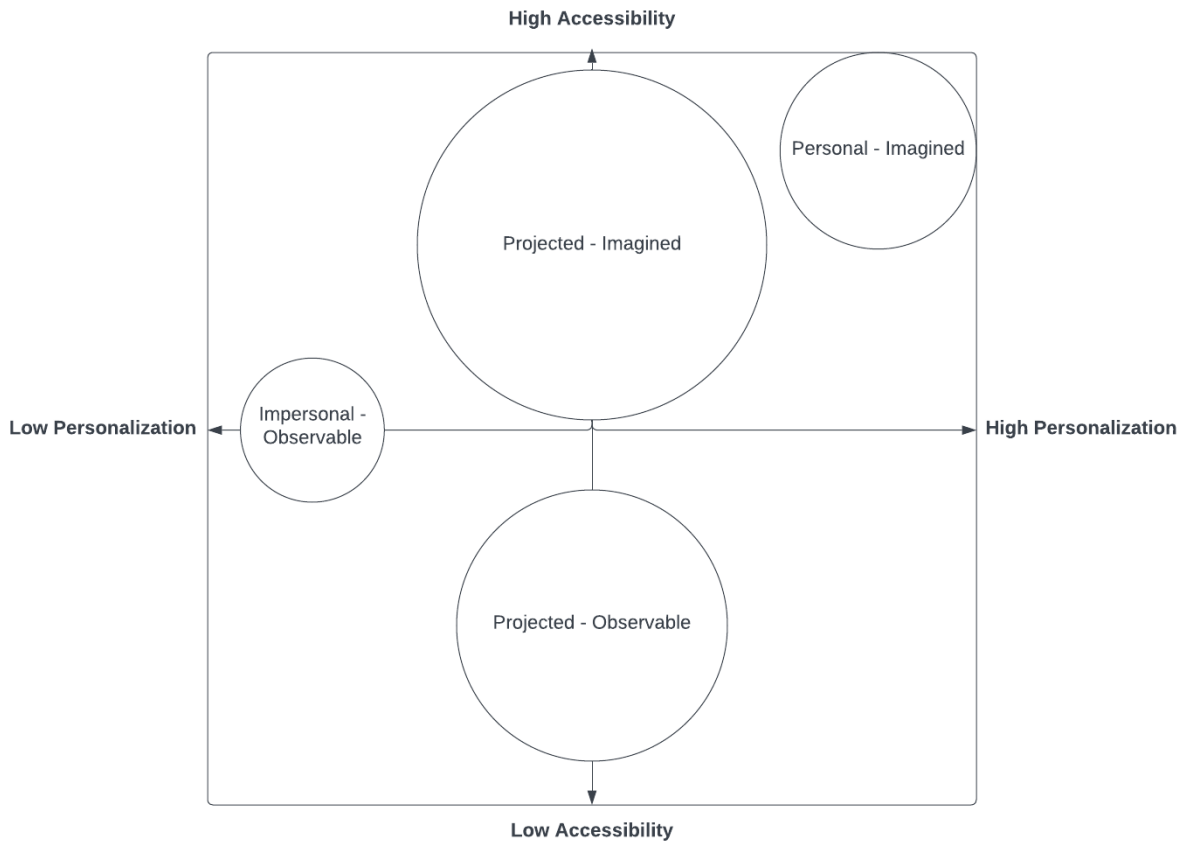 High Accessibility
Personal - Imagined
Projected - Imagined
Impersonal -
Observable
Low Personalization
High Personalization
Projected - Observable
Low Accessibility